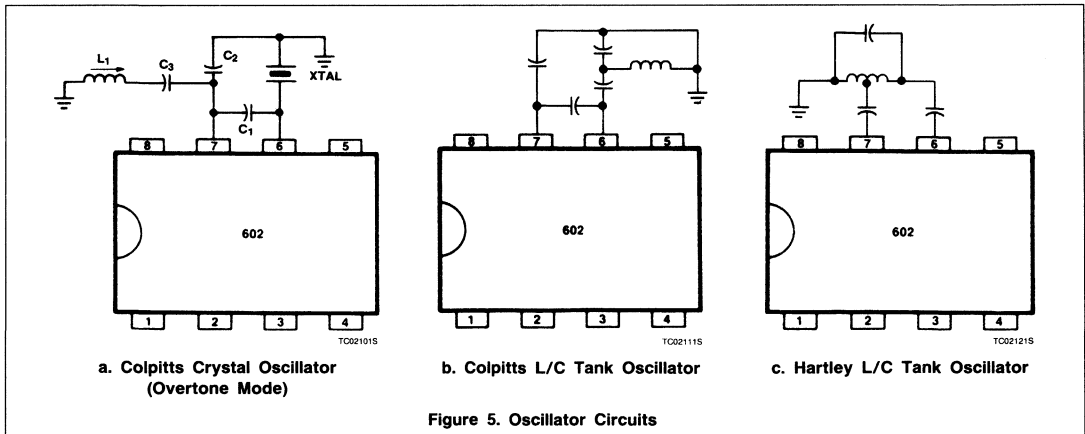 L₁
C₃
C₂
XTAL
C₁
8 7 6 5
602
1 2 3 4
TC02101S
a. Colpitts Crystal Oscillator
(Overtone Mode)
8 7 6 5
602
1 2 3 4
TC02111S
b. Colpitts L/C Tank Oscillator
8 7 6 5
602
1 2 3 4
TC02121S
c. Hartley L/C Tank Oscillator
Figure 5. Oscillator Circuits